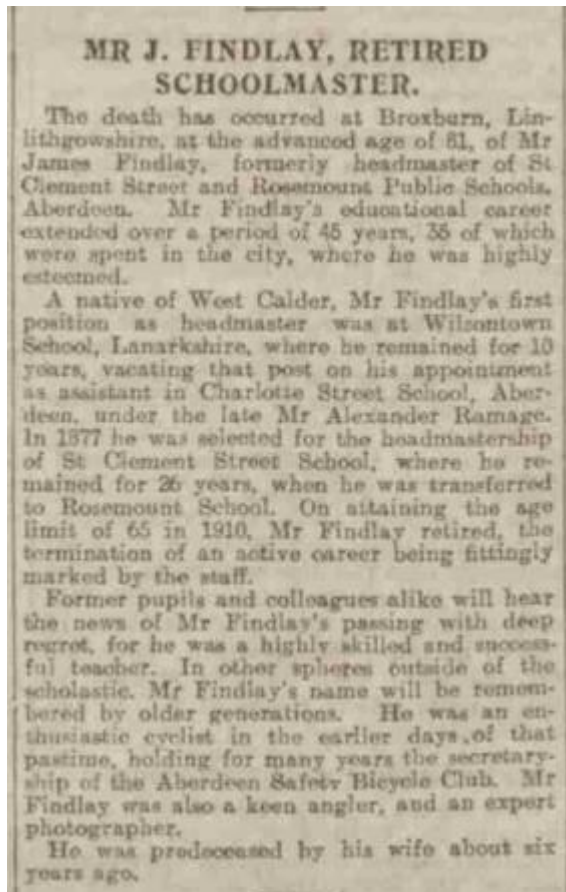 MR J. FINDLAY, RETIRED
SCHOOLMASTER.
The death has occurred at Broxburn, Lin-
lithgowshire, at the advanced age of 81, of Mr
James Findlay, formerly headmaster of St
Clement Street and Rosemount Public Schools,
Aberdeen. Mr Findlay's educational career
extended over a period of 45 years, 35 of which
were spent in the city, where he was highly
esteemed.
A native of West Calder, Mr Findlay's first
position as headmaster was at Wilsontown
School, Lanarkshire, where he remained for 10
years, vacating that post on his appointment
as assistant in Charlotte Street School, Aber-
deen, under the late Mr Alexander Ramage.
In 1877 he was selected for the headmastership
of St Clement Street School, where he re-
mained for 26 years, when he was transferred
to Rosemount School. On attaining the age
limit of 65 in 1910, Mr Findlay retired, the
termination of an active career being fittingly
marked by the staff.
Former pupils and colleagues alike will hear
the news of Mr Findlay's passing with deep
regret, for he was a highly skilled and success-
ful teacher. In other spheres outside of the
scholastic, Mr Findlay's name will be remem-
bered by older generations. He was an en-
thusiastic cyclist in the earlier days of that
pastime, holding for many years the secretary-
ship of the Aberdeen Safety Bicycle Club. Mr
Findlay was also a keen angler, and an expert
photographer.
He was predeceased by his wife about six
years ago.